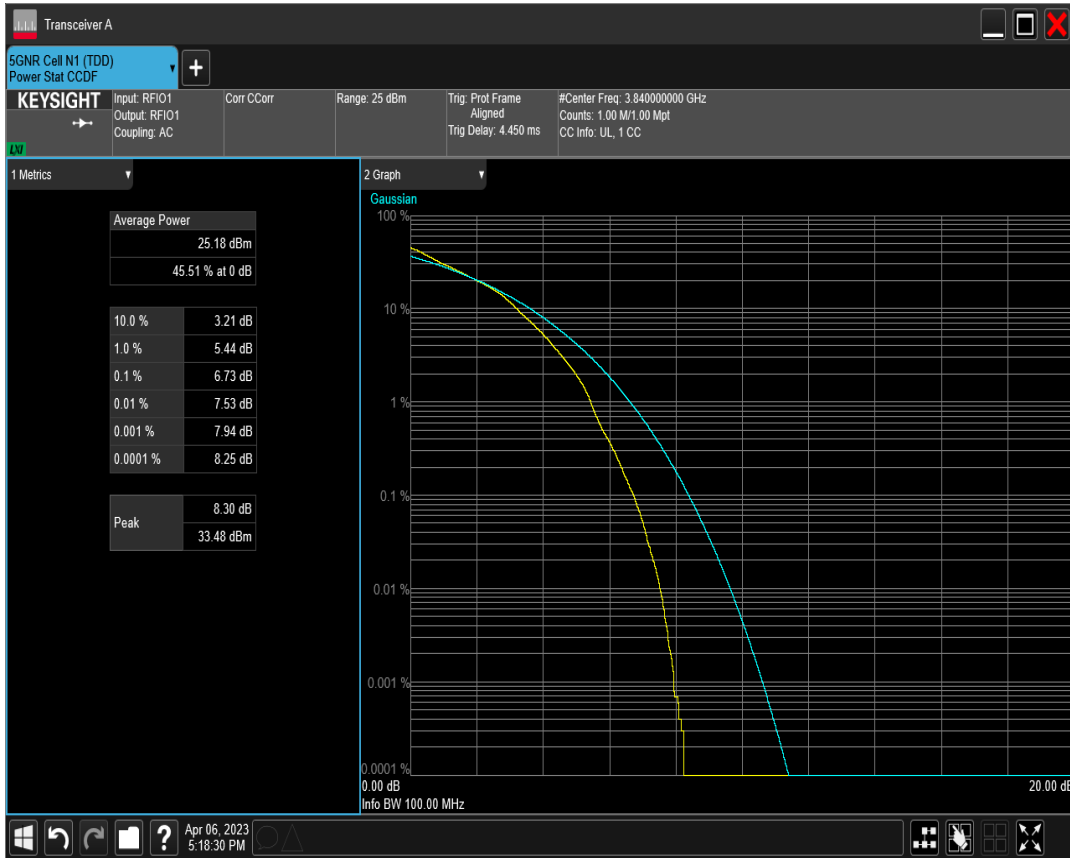 Transceiver A
5GNR Cell N1 (TDD)
Power Stat CCDF
+
KEYSIGHT
LXI
Input: RFIO1
Output: RFIO1
Coupling: AC
Corr CCorr
Range: 25 dBm
Trig: Prot Frame
Aligned
Trig Delay: 4.450 ms
#Center Freq: 3.840000000 GHz
Counts: 1.00 M/1.00 Mpt
CC Info: UL, 1 CC
1 Metrics
Average Power
25.18 dBm
45.51 % at 0 dB
10.0 % 3.21 dB
1.0 % 5.44 dB
0.1 % 6.73 dB
0.01 % 7.53 dB
0.001 % 7.94 dB
0.0001 % 8.25 dB
Peak 8.30 dB
33.48 dBm
2 Graph
Gaussian
100 %
10 %
1 %
0.1 %
0.01 %
0.001 %
0.0001 %
0.00 dB 20.00 dB
Info BW 100.00 MHz
?
Apr 06, 2023
5:18:30 PM